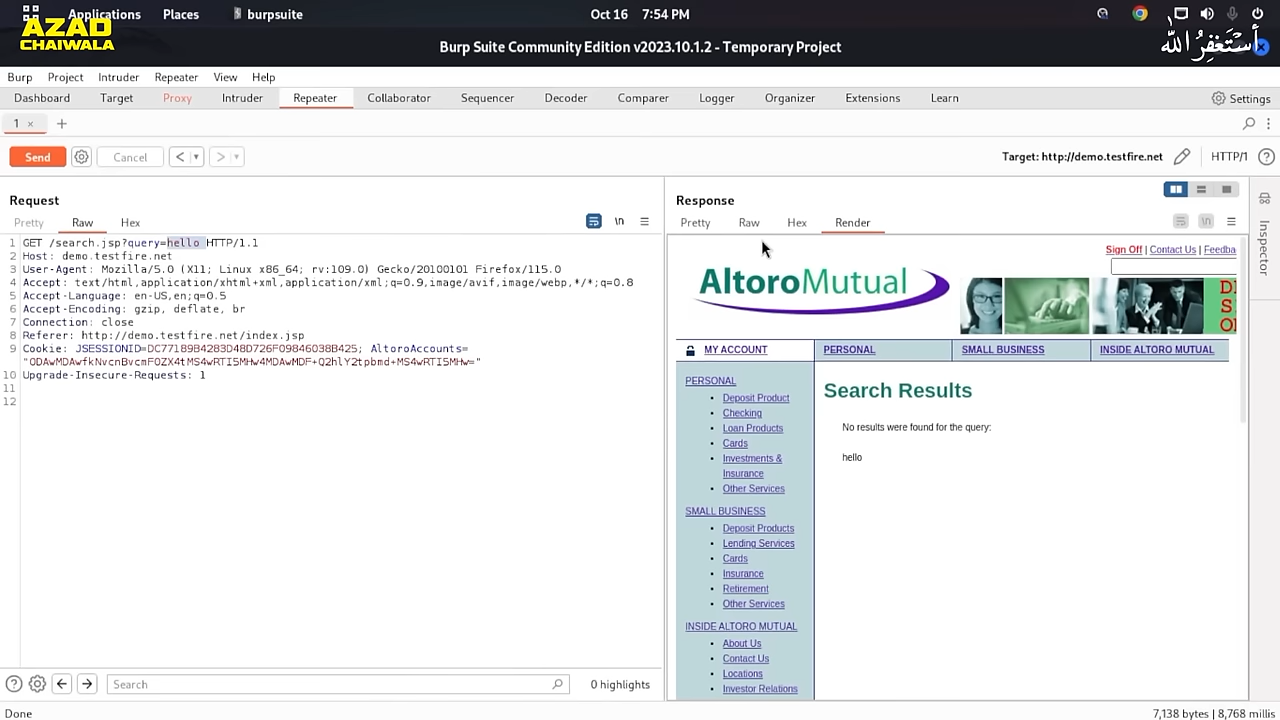 Applications Places burpsuite Oct 16 7:54 PM
AZAD
CHAIWALA
أستغفر الله
Burp Suite Community Edition v2023.10.1.2 - Temporary Project
Burp Project Intruder Repeater View Help
Dashboard Target Proxy Intruder Repeater Collaborator Sequencer Decoder Comparer Logger Organizer Extensions Learn Settings
1 × +
Send Cancel < > Target: http://demo.testfire.net HTTP/1
Request
Pretty Raw Hex \n
1 GET /search.jsp?query=hello HTTP/1.1
2 Host: demo.testfire.net
3 User-Agent: Mozilla/5.0 (X11; Linux x86_64; rv:109.0) Gecko/20100101 Firefox/115.0
4 Accept: text/html,application/xhtml+xml,application/xml;q=0.9,image/avif,image/webp,*/*;q=0.8
5 Accept-Language: en-US,en;q=0.5
6 Accept-Encoding: gzip, deflate, br
7 Connection: close
8 Referer: http://demo.testfire.net/index.jsp
9 Cookie: JSESSIONID=DC7718B4283D48D726F09846038B425; AltoroAccounts=
"ODAwMDAwfkNvcnBvcmF0ZX4tMS4wRTI5MHw4MDAwMDF+Q2hlY2tpbmd+MS4wRTI5MHw="
10 Upgrade-Insecure-Requests: 1
11
12
Response
Pretty Raw Hex Render \n
Sign Off | Contact Us | Feedba
AltoroMutual
D
S
O
MY ACCOUNT PERSONAL SMALL BUSINESS INSIDE ALTORO MUTUAL
PERSONAL
Deposit Product
Checking
Loan Products
Cards
Investments &
Insurance
Other Services
SMALL BUSINESS
Deposit Products
Lending Services
Cards
Insurance
Retirement
Other Services
INSIDE ALTORO MUTUAL
About Us
Contact Us
Locations
Investor Relations
Search Results
No results were found for the query:
hello
Inspector
Search 0 highlights
Done 7,138 bytes | 8,768 millis